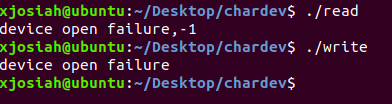 xjosiah@ubuntu:~/Desktop/chardev$ ./read
device open failure,-1
xjosiah@ubuntu:~/Desktop/chardev$ ./write
device open failure
xjosiah@ubuntu:~/Desktop/chardev$